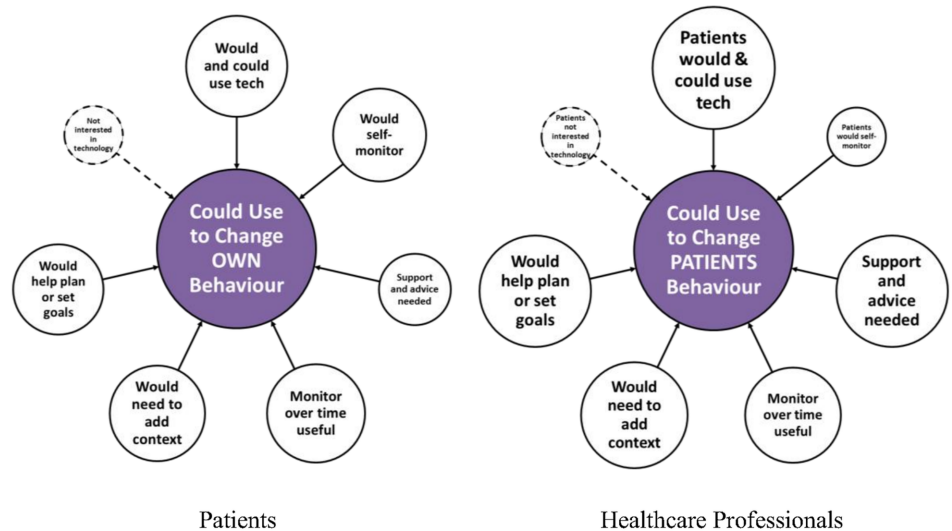 Would
and could
use tech
Not
interested
in
technology
Would
self-
monitor
Could Use
to Change
OWN
Behaviour
Would
help plan
or set
goals
Support
and advice
needed
Would
need to
add
context
Monitor
over time
useful
Patients
Patients
would &
could use
tech
Patients
not
interested in
technology
Patients
would self-
monitor
Could Use
to Change
PATIENTS
Behaviour
Would
help plan
or set
goals
Support
and
advice
needed
Would
need to
add
context
Monitor
over time
useful
Healthcare Professionals